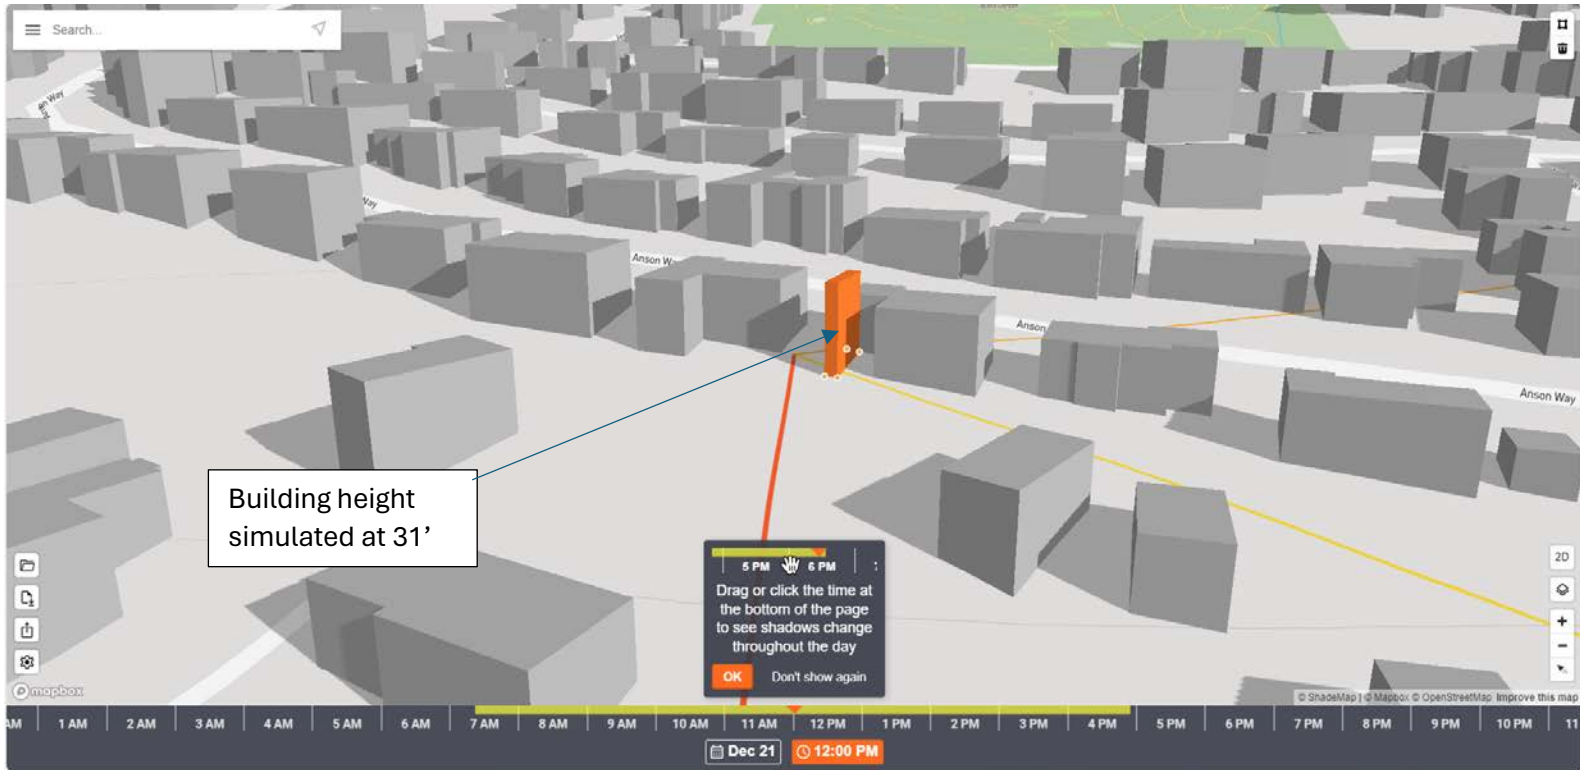 Search...
en Way
Way
Anson W
Anson
Anson Way
Building height
simulated at 31’
5 PM 6 PM
Drag or click the time at
the bottom of the page
to see shadows change
throughout the day
OK Don't show again
2D
mapbox
© ShadeMap | © Mapbox © OpenStreetMap Improve this map
AM 1 AM 2 AM 3 AM 4 AM 5 AM 6 AM 7 AM 8 AM 9 AM 10 AM 11 AM 12 PM 1 PM 2 PM 3 PM 4 PM 5 PM 6 PM 7 PM 8 PM 9 PM 10 PM 11
Dec 21 12:00 PM